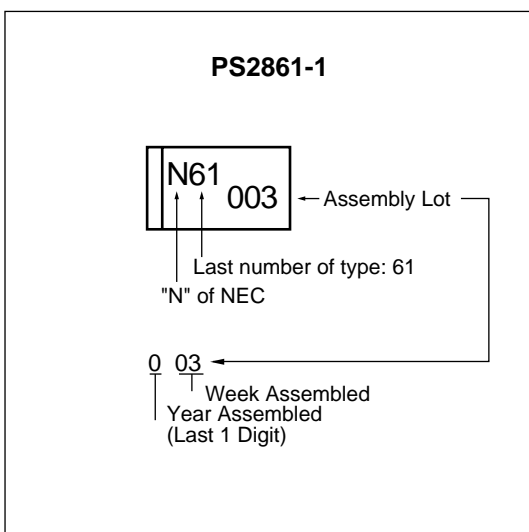 PS2861-1
N61
003
Assembly Lot
Last number of type: 61
"N" of NEC
0 03
Week Assembled
Year Assembled
(Last 1 Digit)